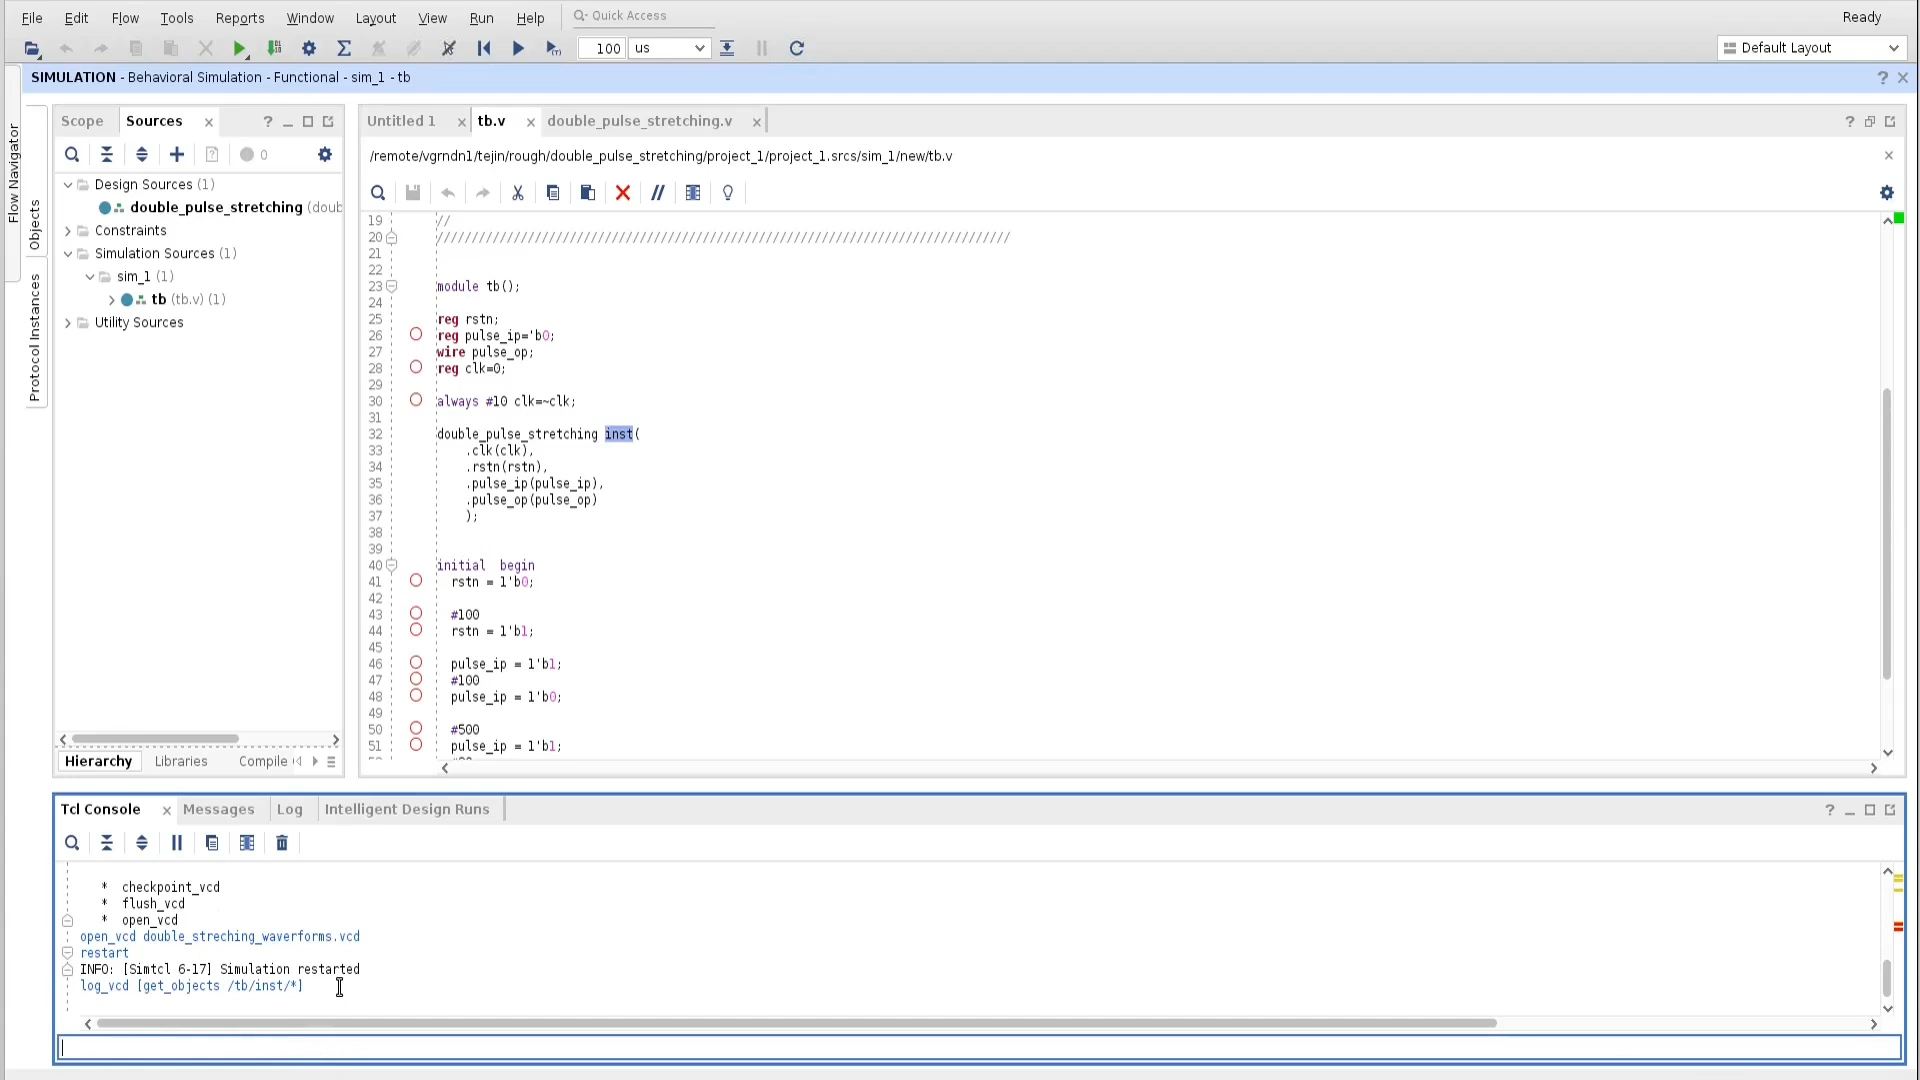 File Edit Flow Tools Reports Window Layout View Run Help Quick Access Ready
100 us Default Layout
SIMULATION - Behavioral Simulation - Functional - sim_1 - tb
Flow Navigator
Objects
Protocol Instances
Scope Sources
0
Design Sources (1)
double_pulse_stretching (doub
Constraints
Simulation Sources (1)
sim_1 (1)
tb (tb.v) (1)
Utility Sources
Hierarchy Libraries Compile
Untitled 1 tb.v double_pulse_stretching.v
/remote/vgrndn1/tejin/rough/double_pulse_stretching/project_1/project_1.srcs/sim_1/new/tb.v
19 //
20 //////////////////////////////////////////////////////////////////////////////////
21
22
23 module tb();
24
25 reg rstn;
26 reg pulse_ip='b0;
27 wire pulse_op;
28 reg clk=0;
29
30 always #10 clk=~clk;
31
32 double_pulse_stretching inst(
33 .clk(clk),
34 .rstn(rstn),
35 .pulse_ip(pulse_ip),
36 .pulse_op(pulse_op)
37 );
38
39
40 initial begin
41 rstn = 1'b0;
42
43 #100
44 rstn = 1'b1;
45
46 pulse_ip = 1'b1;
47 #100
48 pulse_ip = 1'b0;
49
50 #500
51 pulse_ip = 1'b1;
Tcl Console Messages Log Intelligent Design Runs
* checkpoint_vcd
* flush_vcd
* open_vcd
open_vcd double_streching_waverforms.vcd
restart
INFO: [Simtcl 6-17] Simulation restarted
log_vcd [get_objects /tb/inst/*]